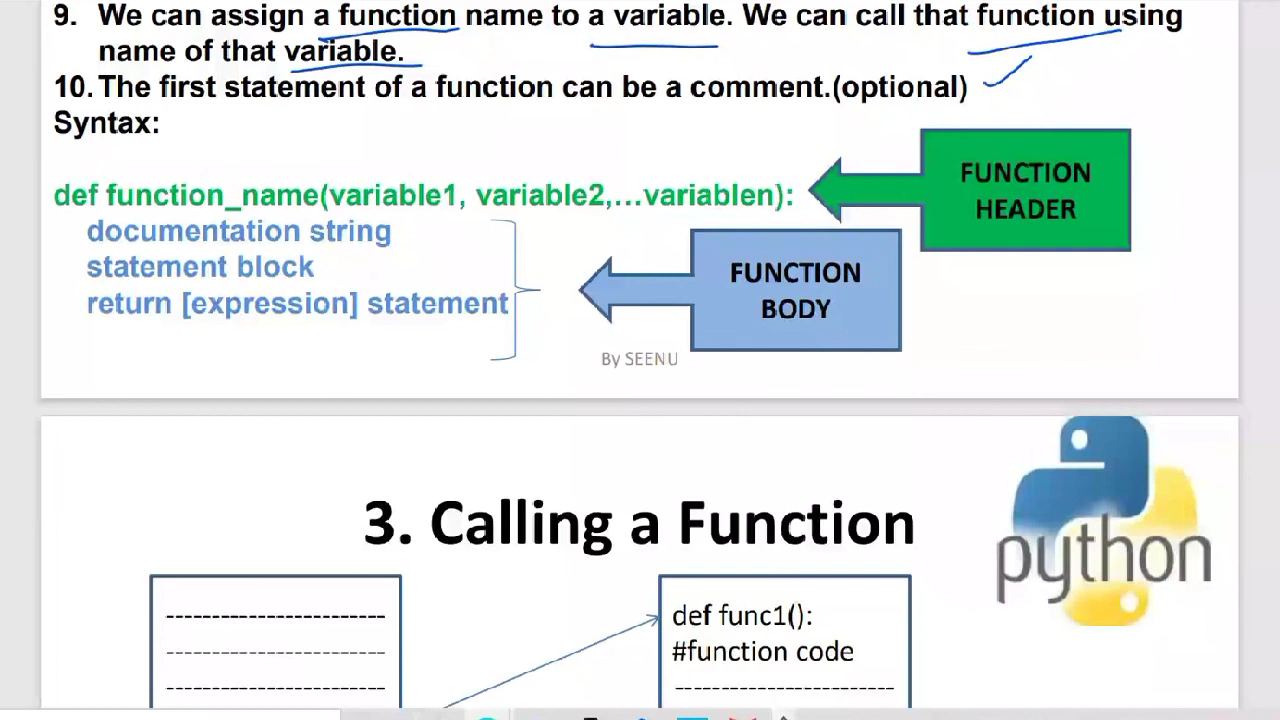 9. We can assign a function name to a variable. We can call that function using
name of that variable.
10. The first statement of a function can be a comment.(optional)
Syntax:
def function_name(variable1, variable2,...variablen):
documentation string
statement block
return [expression] statement
FUNCTION
HEADER
FUNCTION
BODY
By SEENU
3. Calling a Function
python
-------------------------
-------------------------
-------------------------
def func1():
#function code
-------------------------